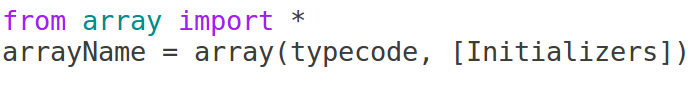 from array import *
arrayName = array(typecode, [Initializers])